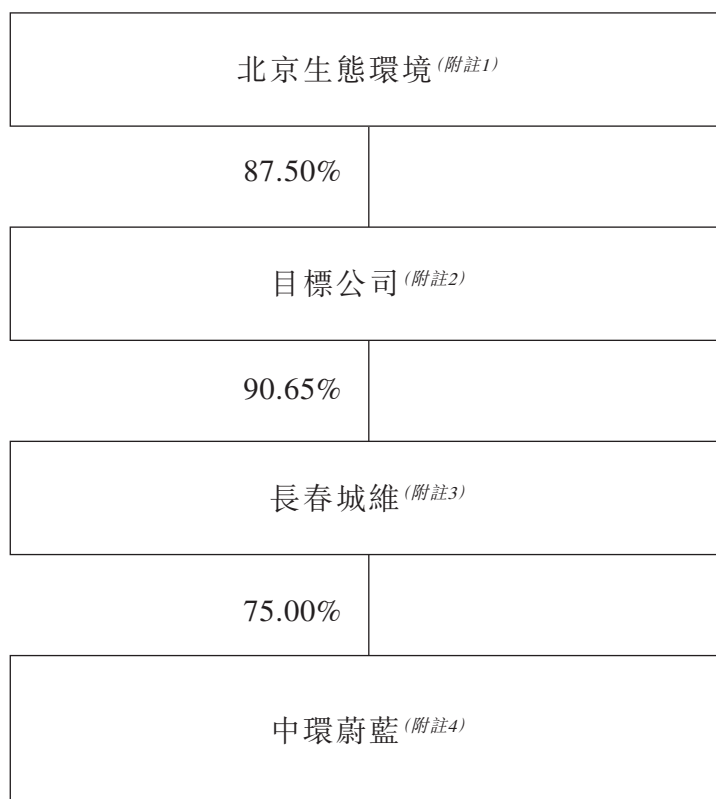 北京生態環境(附註1)
87.50%
目標公司(附註2)
90.65%
長春城維(附註3)
75.00%
中環蔚藍(附註4)